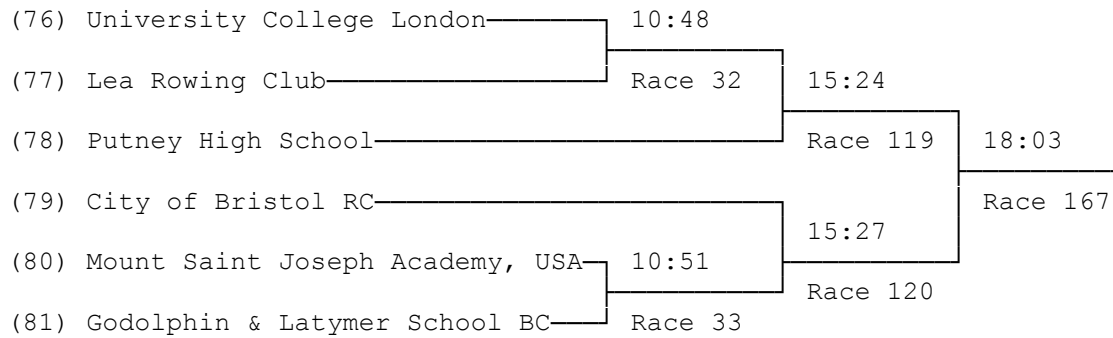 (76) University College London 10:48
(77) Lea Rowing Club Race 32 15:24
(78) Putney High School Race 119 18:03
(79) City of Bristol RC Race 167
15:27
(80) Mount Saint Joseph Academy, USA 10:51
Race 120
(81) Godolphin & Latymer School BC Race 33